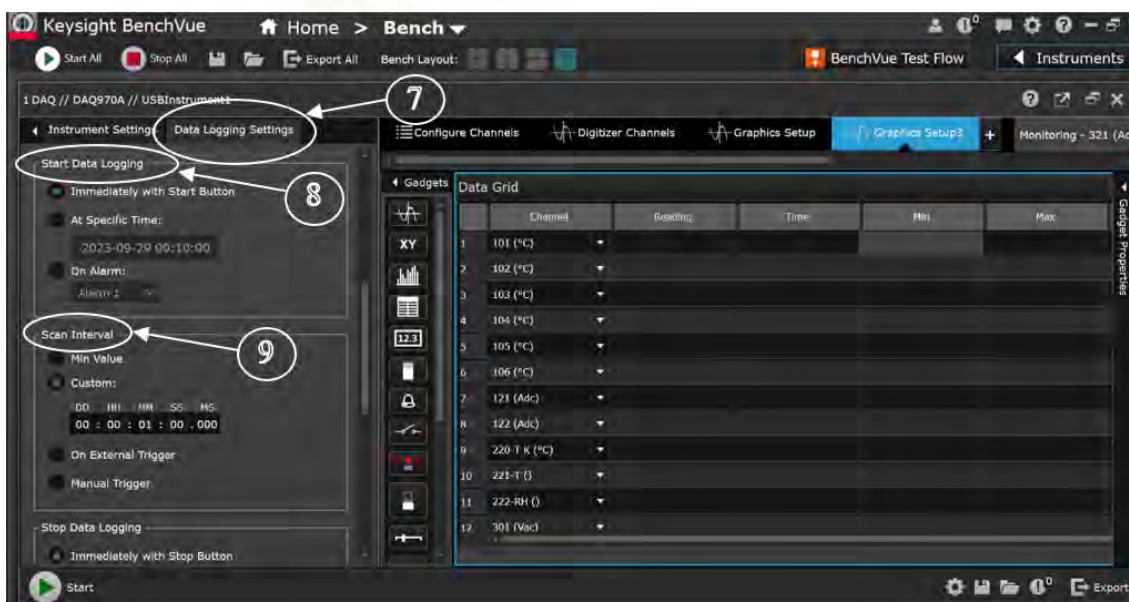 Keysight BenchVue Home > Bench
Start All Stop All Export All Bench Layout: BenchVue Test Flow Instruments
1 DAQ // DAQ970A // USBInstrument1
7
Instrument Settings Data Logging Settings
Configure Channels Digitizer Channels Graphics Setup Graphics Setup3 + Monitoring - 321 (Ac
Start Data Logging
8
Immediately with Start Button
At Specific Time:
2023-09-29 00:10:00
On Alarm:
Alarm 1
Scan Interval
9
Min Value
Custom:
DD HH MM SS MS
00 : 00 : 01 : 00 . 000
On External Trigger
Manual Trigger
Stop Data Logging
Immediately with Stop Button
Gadgets
XY
12.3
Data Grid
Channel Reading Time Min Max
1 101 (°C)
2 102 (°C)
3 103 (°C)
4 104 (°C)
5 105 (°C)
6 106 (°C)
7 121 (Adc)
8 122 (Adc)
9 220-T K (°C)
10 221-T ()
11 222-RH ()
12 301 (Vac)
Gadget Properties
Start Export